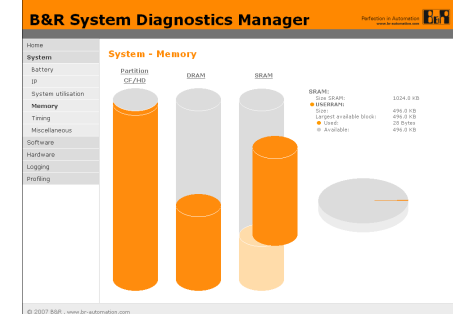 B&R System Diagnostics Manager
Perfection in Automation
www.br-automation.com
B&R
Home
System
Battery
IP
System utilisation
Memory
Timing
Miscellaneous
Software
Hardware
Logging
Profiling
System - Memory
Partition
CF/HD
DRAM
SRAM
SRAM:
Size SRAM: 1024.0 KB
USERRAM:
Size: 496.0 KB
Largest available block: 496.0 KB
Used: 28 Bytes
Available: 496.0 KB
© 2007 B&R , www.br-automation.com